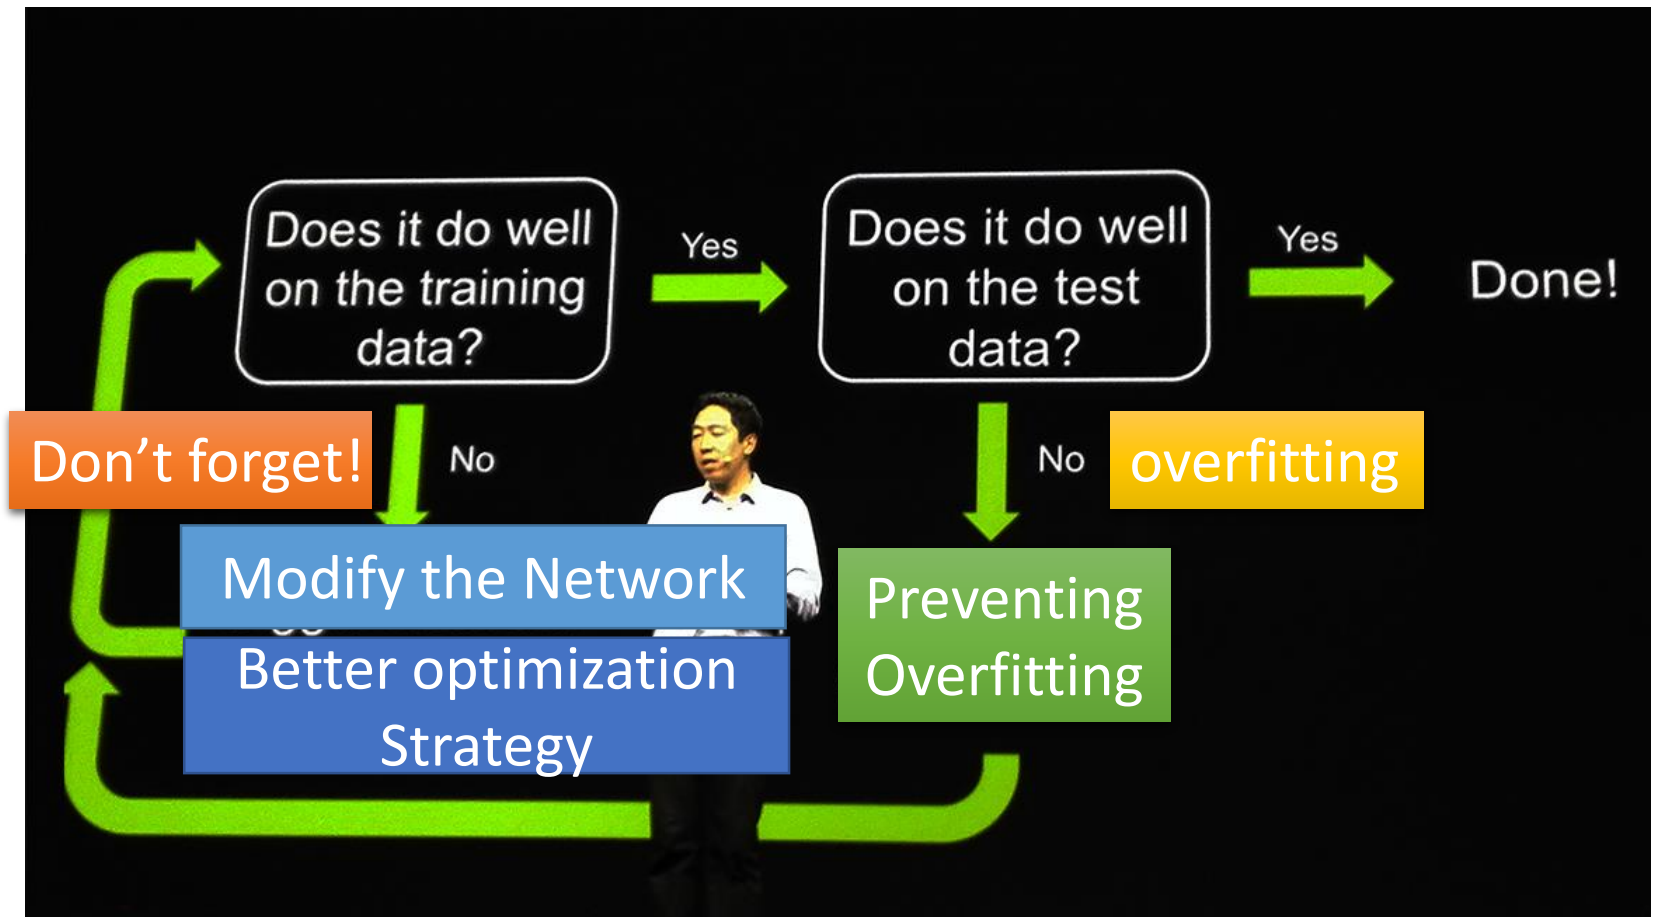 Does it do well
on the training
data?
Yes
Does it do well
on the test
data?
Yes
Done!
Don't forget!
No
No
overfitting
Modify the Network
Better optimization
Strategy
Preventing
Overfitting